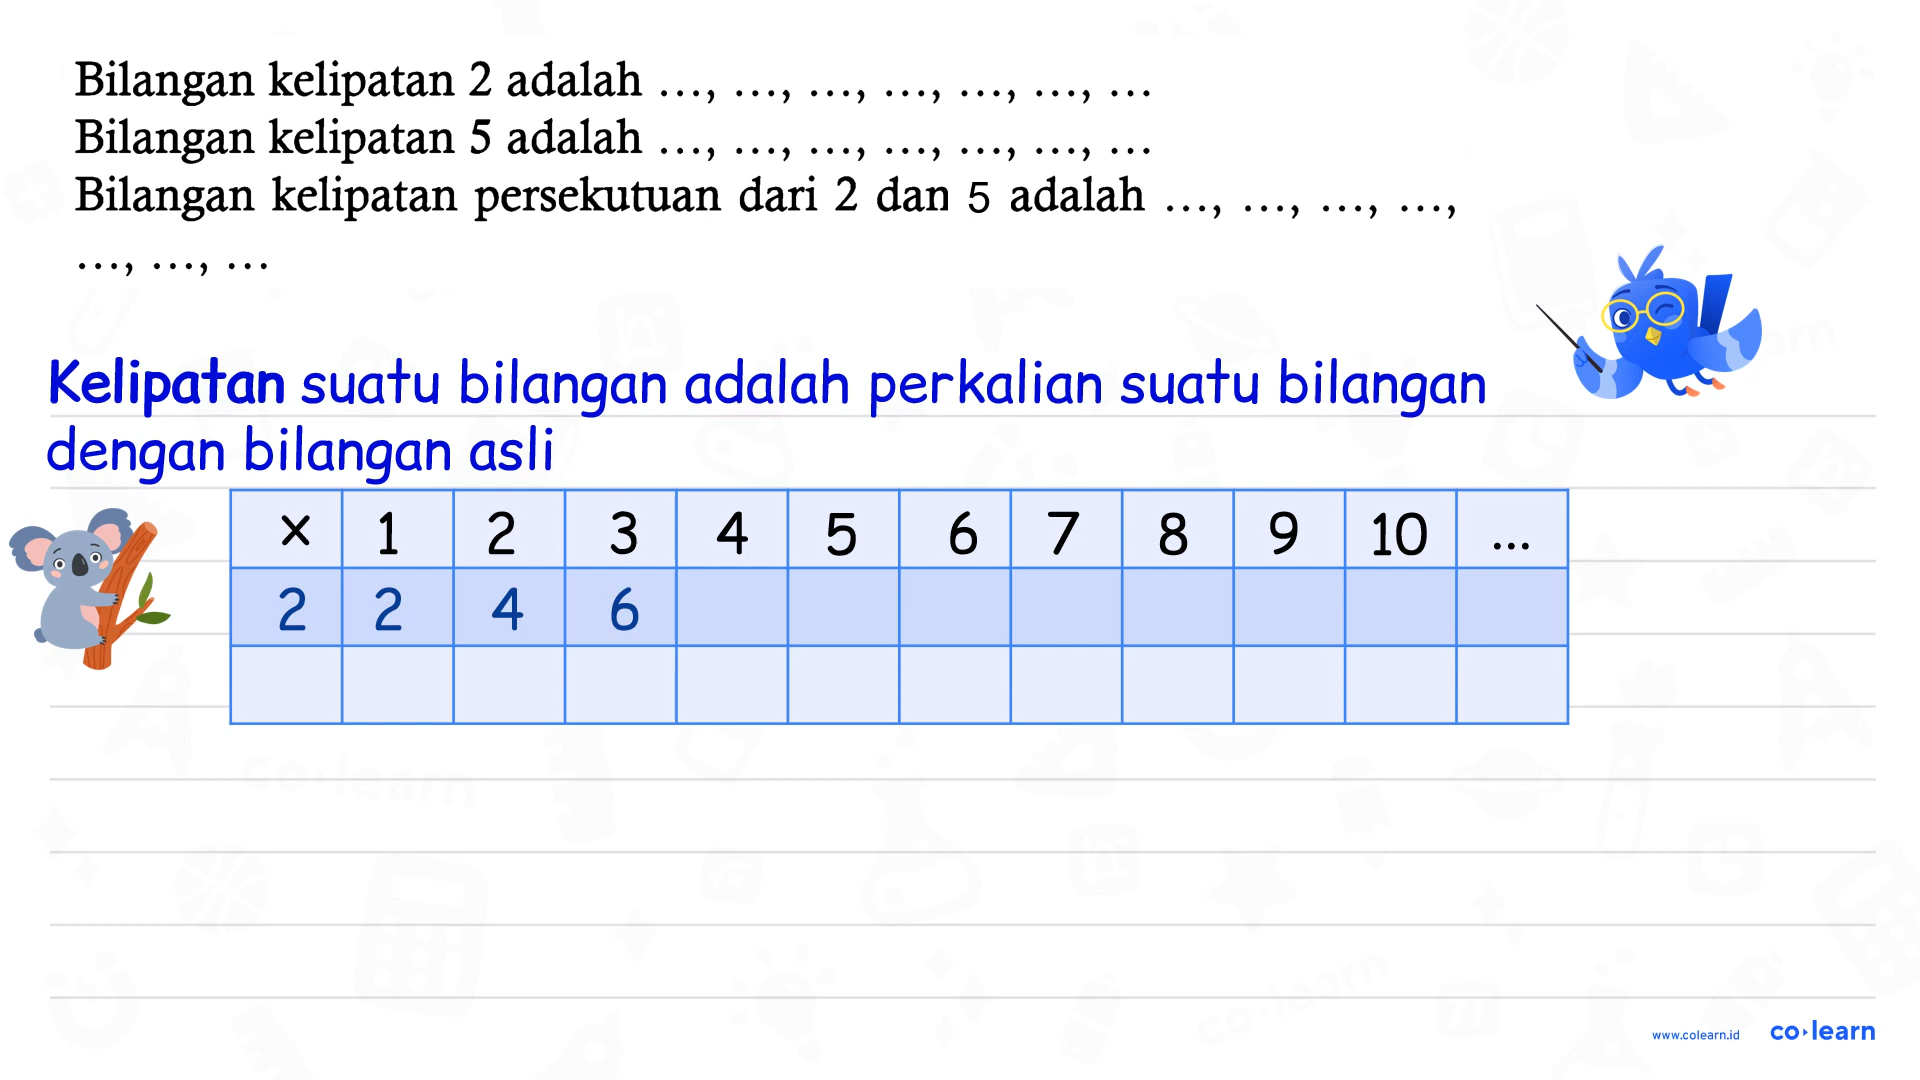 Bilangan kelipatan 2 adalah ..., ..., ..., ..., ..., ..., ...
Bilangan kelipatan 5 adalah ..., ..., ..., ..., ..., ..., ...
Bilangan kelipatan persekutuan dari 2 dan 5 adalah ..., ..., ..., ...,
..., ..., ...
Kelipatan suatu bilangan adalah perkalian suatu bilangan
dengan bilangan asli
× 1 2 3 4 5 6 7 8 9 10 ...
2 2 4 6
www.colearn.id co·learn